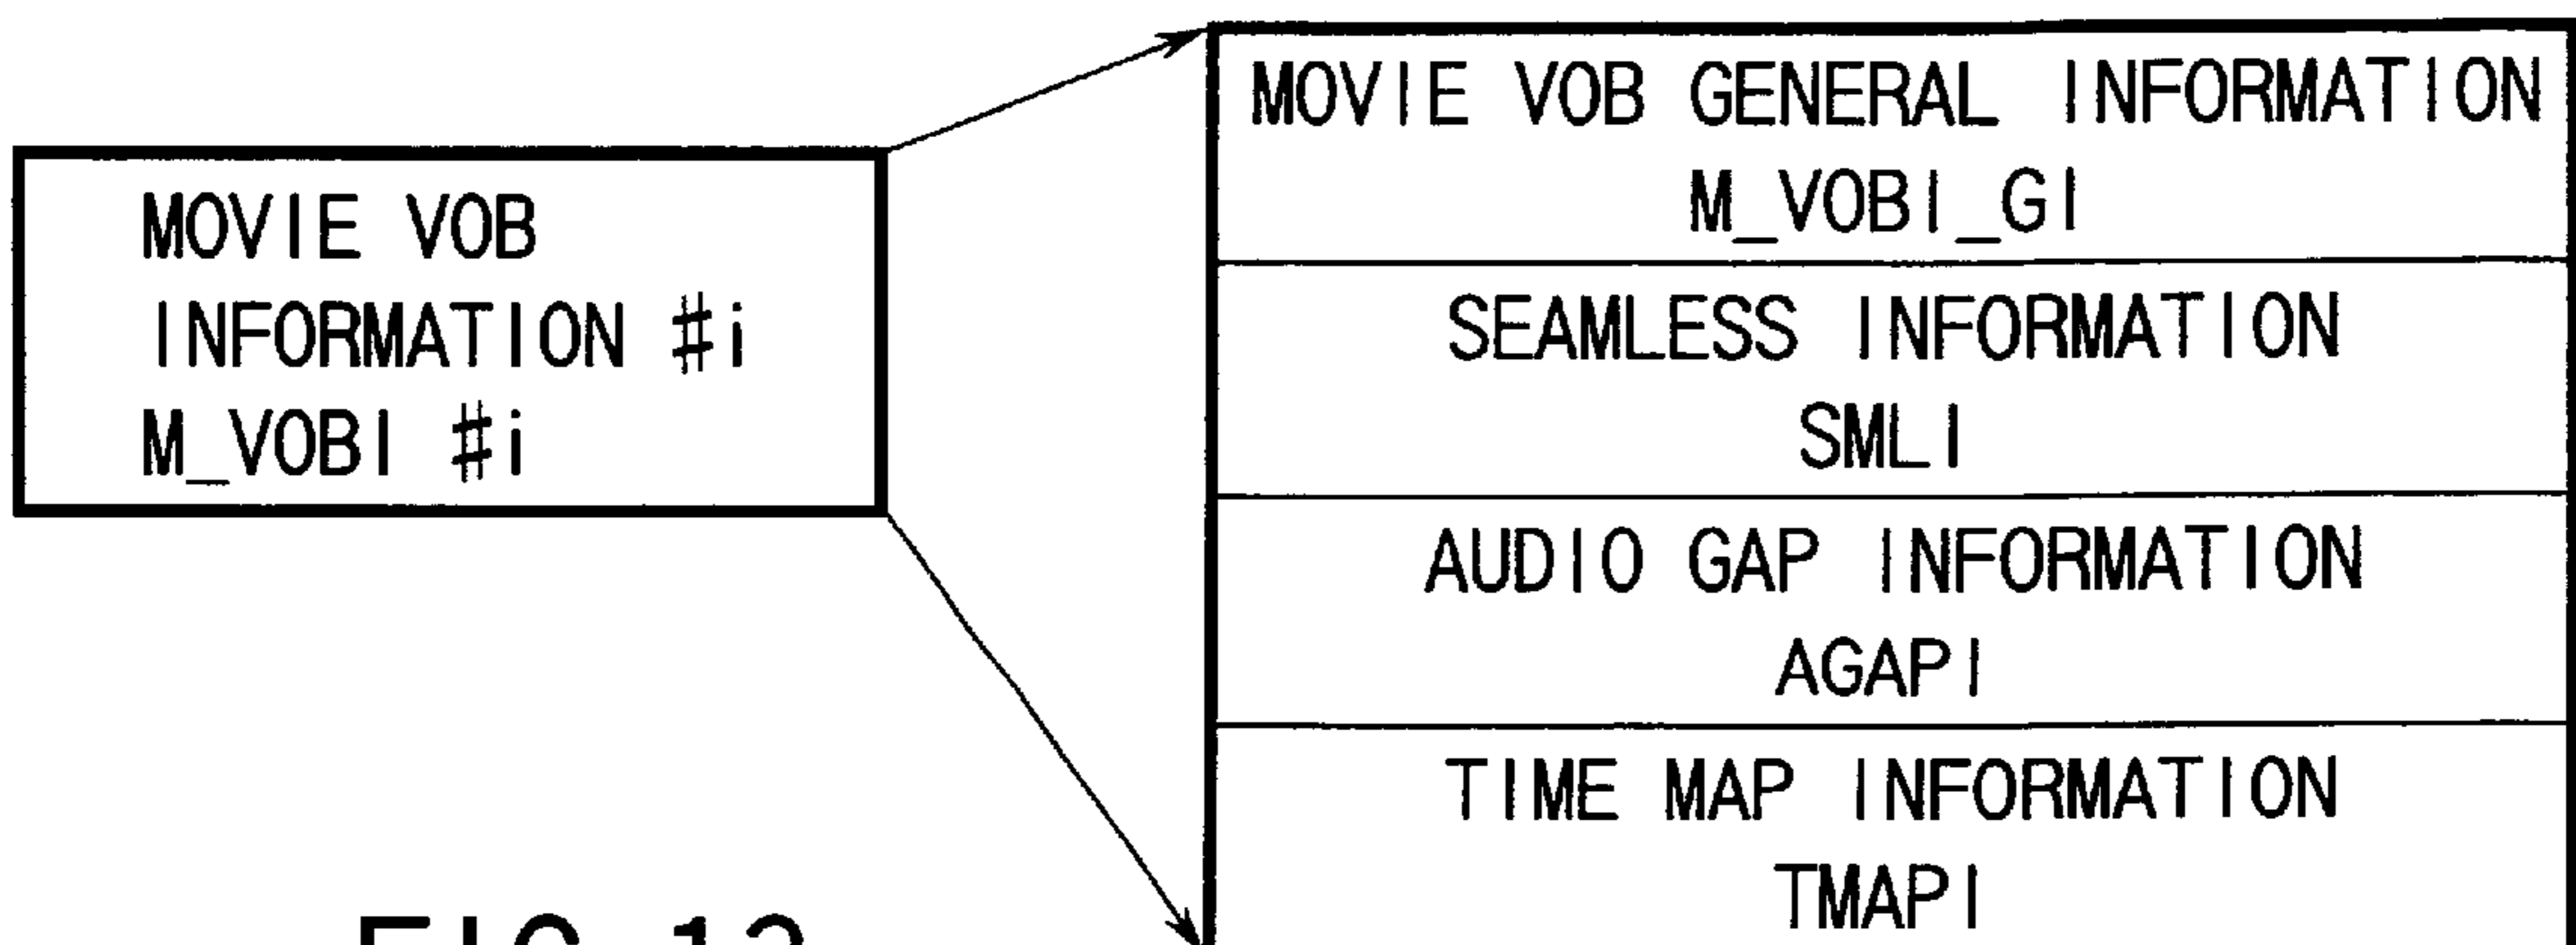 MOVIE VOB
INFORMATION #i
M_VOBI #i
MOVIE VOB GENERAL INFORMATION
M_VOBI_GI
SEAMLESS INFORMATION
SMLI
AUDIO GAP INFORMATION
AGAPI
TIME MAP INFORMATION
TMAPI